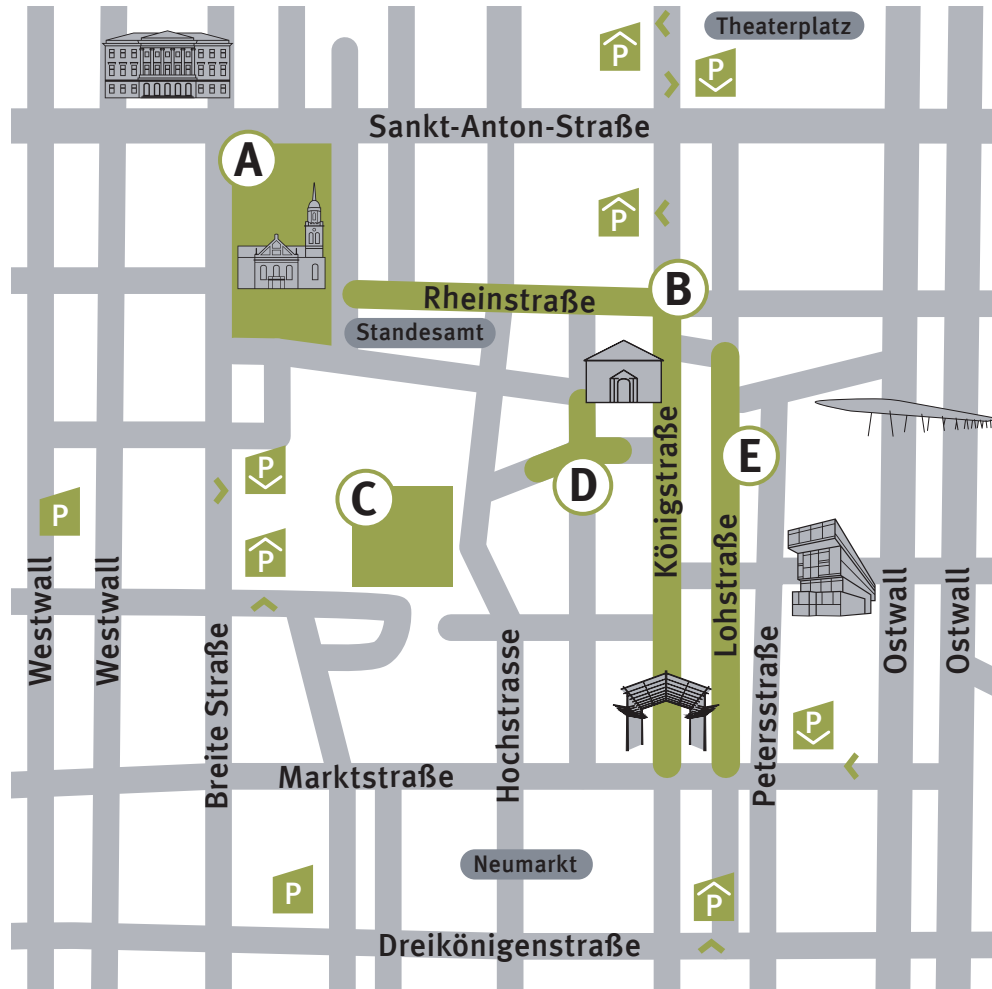 Theaterplatz
P
P
Sankt-Anton-Straße
A
P
B
Rheinstraße
Standesamt
E
P
C
D
P
P
Königstraße
Lohstraße
Westwall
Westwall
Breite Straße
Hochstrasse
Petersstraße
Ostwall
Ostwall
P
Marktstraße
Neumarkt
P
P
Dreikönigenstraße